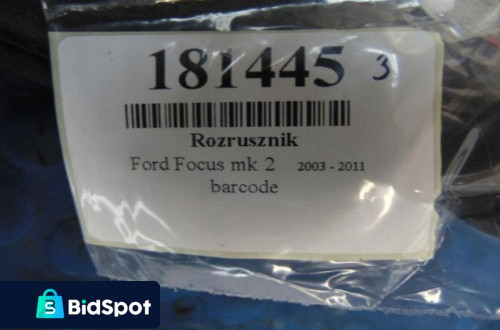 181445 3
Rozrusznik
Ford Focus mk 2 2003 - 2011
barcode
S BidSpot